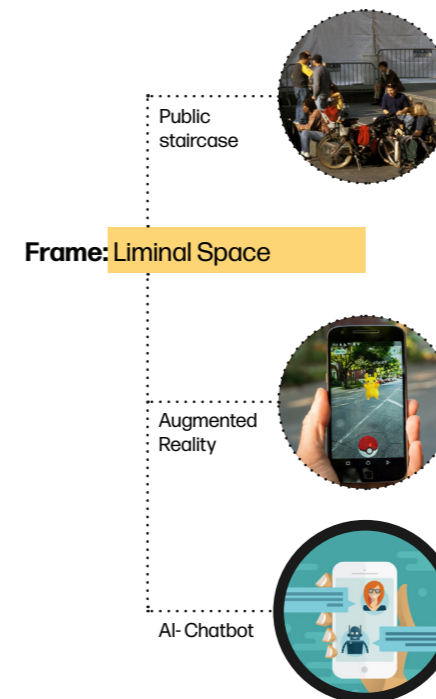 Public
staircase
Frame: Liminal Space
Augmented
Reality
AI- Chatbot